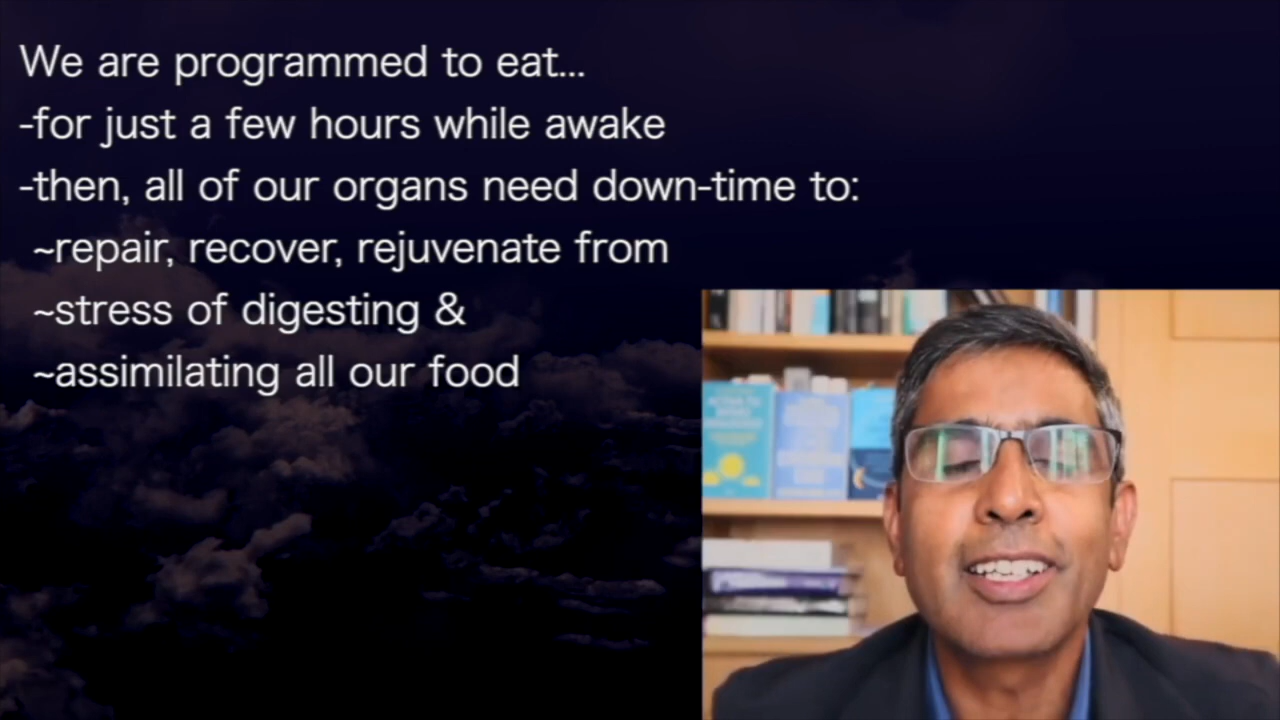 We are programmed to eat...
-for just a few hours while awake
-then, all of our organs need down-time to:
~repair, recover, rejuvenate from
~stress of digesting &
~assimilating all our food